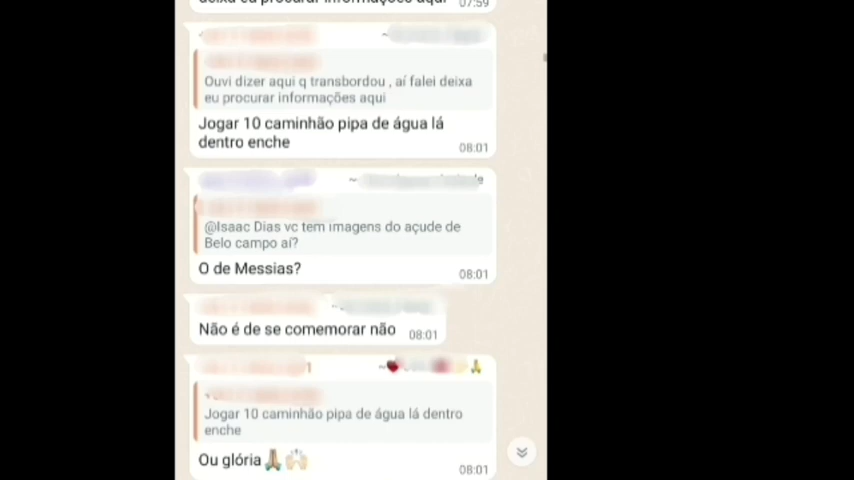 deixa eu procurar informações aqui 07:59
Ouvi dizer aqui q transbordou , aí falei deixa
eu procurar informações aqui
Jogar 10 caminhão pipa de água lá
dentro enche
08:01
@Isaac Dias vc tem imagens do açude de
Belo campo aí?
O de Messias?
08:01
Não é de se comemorar não 08:01
Jogar 10 caminhão pipa de água lá dentro
enche
Ou glória🙏🏽🙌🏻
08:01